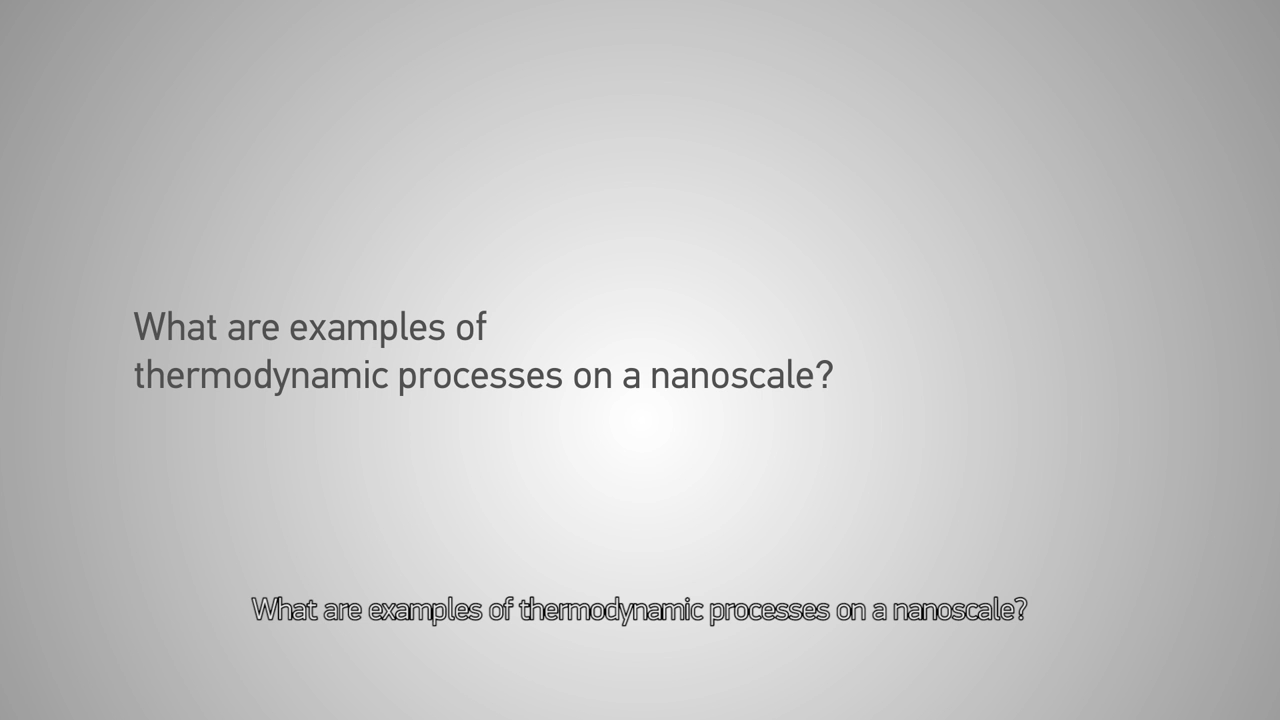 What are examples of
thermodynamic processes on a nanoscale?
What are examples of thermodynamic processes on a nanoscale?